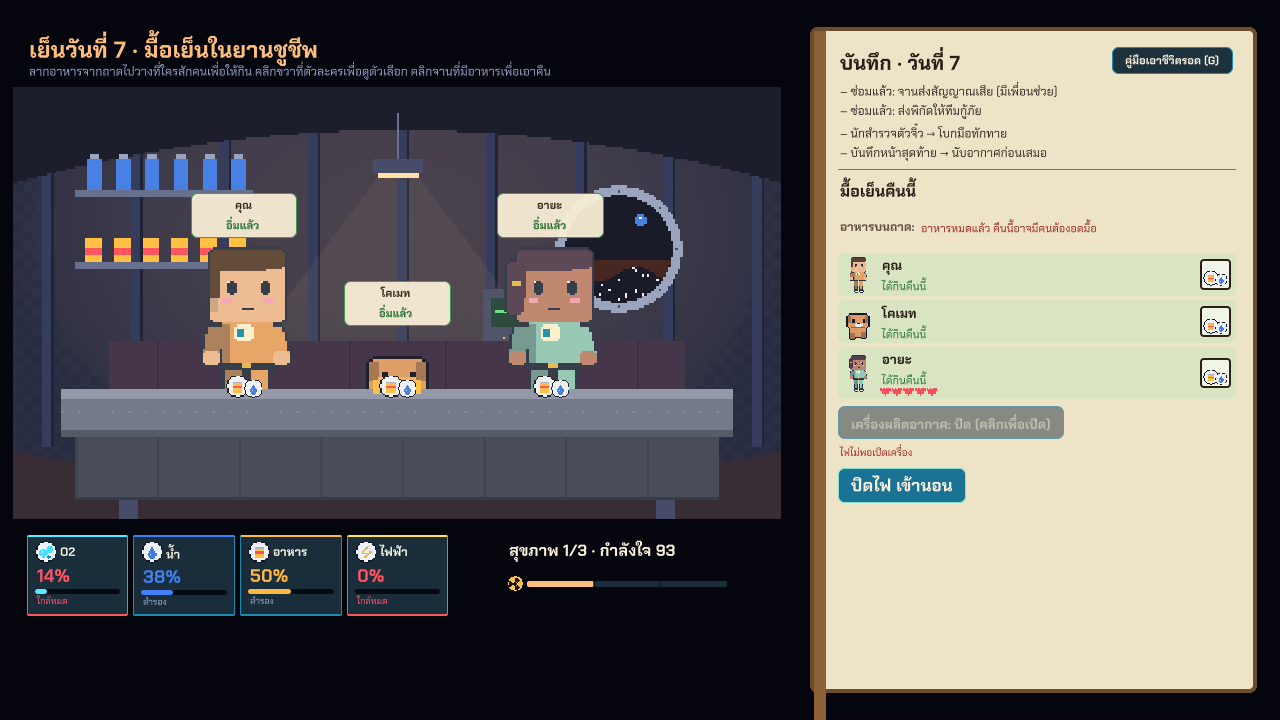 เย็นวันที่ 7 · มื้อเย็นในยานชูชีพ
ลากอาหารจากถาดไปวางที่ใครสักคนเพื่อให้กิน คลิกขวาที่ตัวละครเพื่อดูตัวเลือก คลิกจานที่มีอาหารเพื่อเอาคืน
คุณ
อิ่มแล้ว
อายะ
อิ่มแล้ว
โคเมท
อิ่มแล้ว
O2
14%
ใกล้หมด
น้ำ
38%
สำรอง
อาหาร
50%
สำรอง
ไฟฟ้า
0%
ใกล้หมด
สุขภาพ 1/3 · กำลังใจ 93
บันทึก · วันที่ 7
คู่มือเอาชีวิตรอด (G)
— ซ่อมแล้ว: จานส่งสัญญาณเสีย (มีเพื่อนช่วย)
— ซ่อมแล้ว: ส่งพิกัดให้ทีมกู้ภัย
— นักสำรวจตัวจิ๋ว → โบกมือทักทาย
— บันทึกหน้าสุดท้าย → นับอากาศก่อนเสมอ
มื้อเย็นคืนนี้
อาหารบนถาด: อาหารหมดแล้ว คืนนี้อาจมีคนต้องอดมื้อ
คุณ
ได้กินคืนนี้
โคเมท
ได้กินคืนนี้
อายะ
ได้กินคืนนี้
เครื่องผลิตอากาศ: ปิด (คลิกเพื่อเปิด)
ไฟไม่พอเปิดเครื่อง
ปิดไฟ เข้านอน